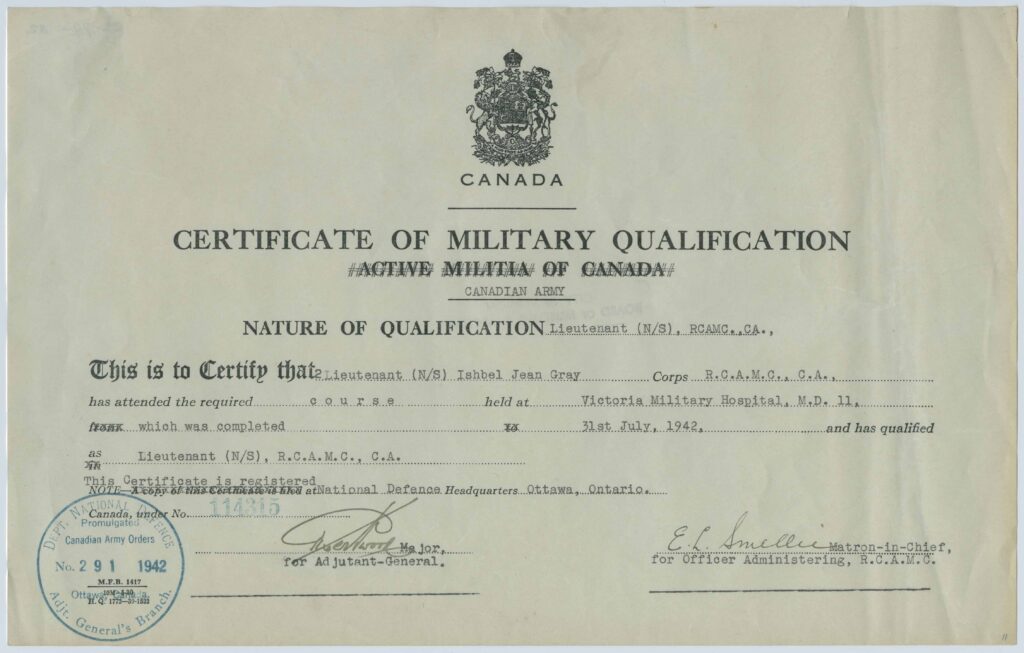 CANADA
CERTIFICATE OF MILITARY QUALIFICATION
ACTIVE MILITIA OF CANADA
CANADIAN ARMY
NATURE OF QUALIFICATION Lieutenant (N/S), RCAMC.,CA.,
This is to Certify that 2Lieutenant (N/S) Ishbel Jean Gray Corps R.C.A.M.C., C.A.,
has attended the required course held at Victoria Military Hospital, M.D. 11,
from which was completed to 31st July, 1942, and has qualified
as
in Lieutenant (N/S), R.C.A.M.C., C.A.
This Certificate is registered
NOTE A copy of this Certificate is filed at National Defence Headquarters Ottawa, Ontario.
Canada, under No. 114315
Major,
for Adjutant-General.
E. L. Smellie Matron-in-Chief,
for Officer Administering, R.C.A.M.C.
DEPT. NATIONAL DEFENCE
Promulgated
Canadian Army Orders
No. 291 1942
M.F.B. 1417
Ottawa, Canada.
Adjt. General's Branch.